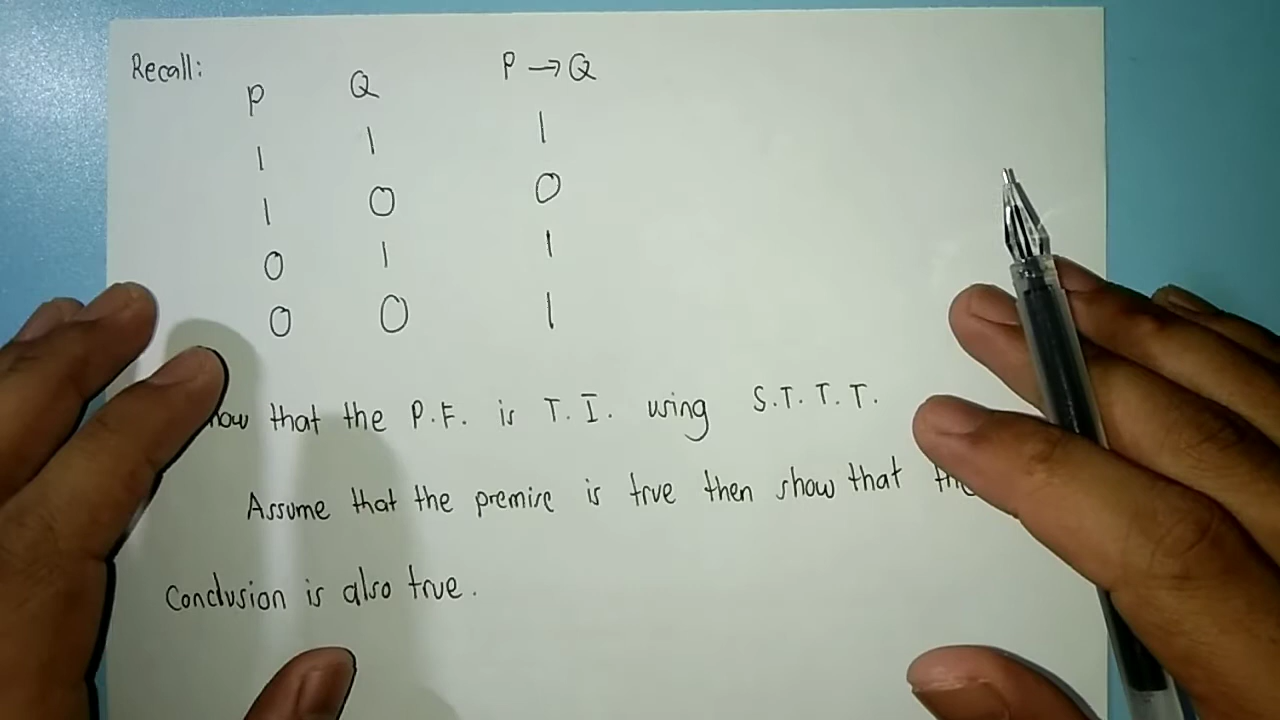 Recall:
P Q P → Q
1 1 1
1 0 0
0 1 1
0 0 1
that the P.F. is T.I. using S.T.T.T.
Assume that the premise is true then show that
Conclusion is also true.